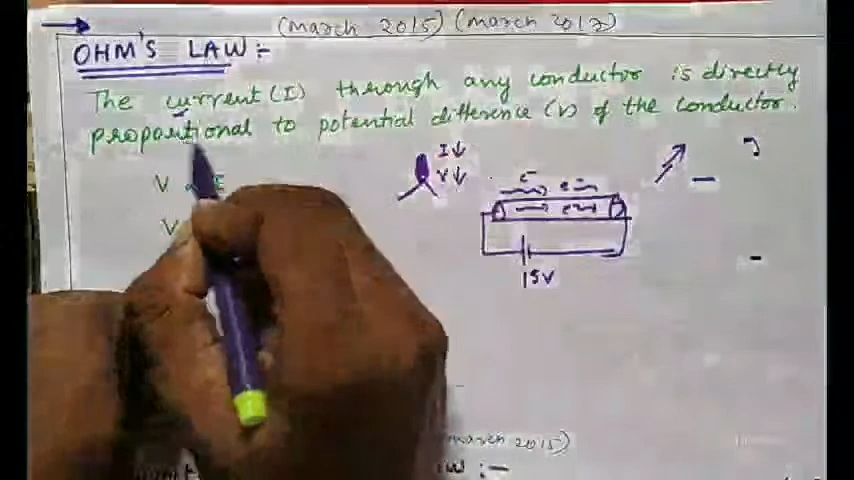 (March 2015) (March 2017)
OHM'S LAW :-
The current (I) through any conductor is directly
proportional to potential difference (V) of the conductor.
I↓
V↓
e⁻ e⁻
V I
e⁻
V
15V
march 2015)
:-